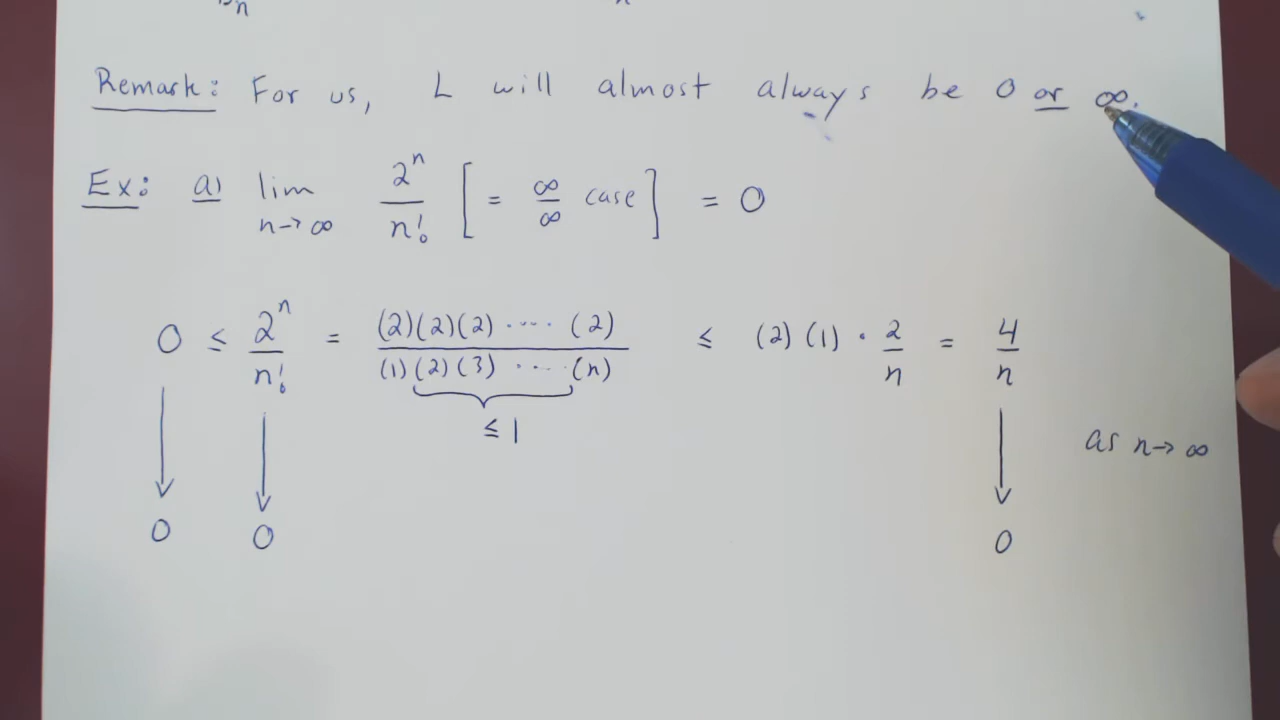 n n
Remark: For us, L will almost always be 0 or ∞.
Ex: a) lim n→∞ 2^n / n! [ = ∞/∞ case ] = 0
0 ≤ 2^n / n! = (2)(2)(2) ····· (2) / (1)(2)(3) ····· (n) ≤ (2)(1) · 2/n = 4/n
≤ 1
as n→∞
0 0 0